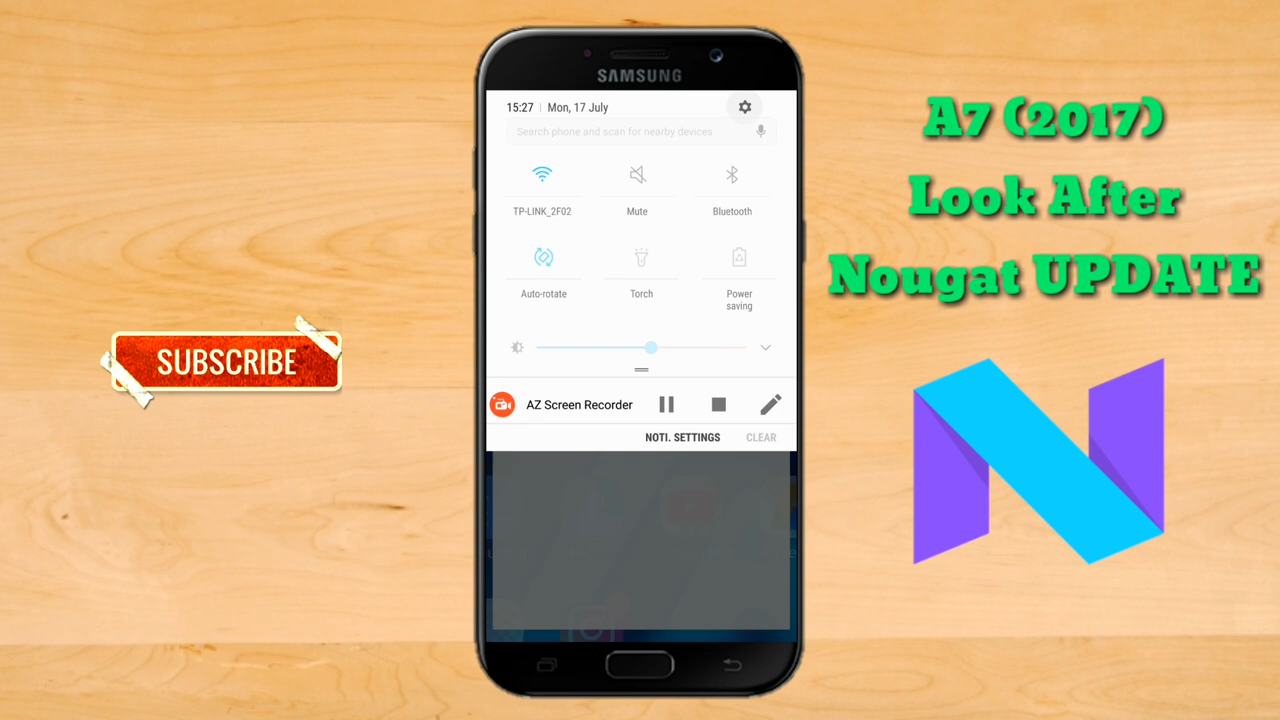 SAMSUNG
15:27 | Mon, 17 July
Search phone and scan for nearby devices
TP-LINK_2F02
Mute
Bluetooth
Auto-rotate
Torch
Power
saving
AZ Screen Recorder
NOTI. SETTINGS
CLEAR
SUBSCRIBE
A7 (2017)
Look After
Nougat UPDATE